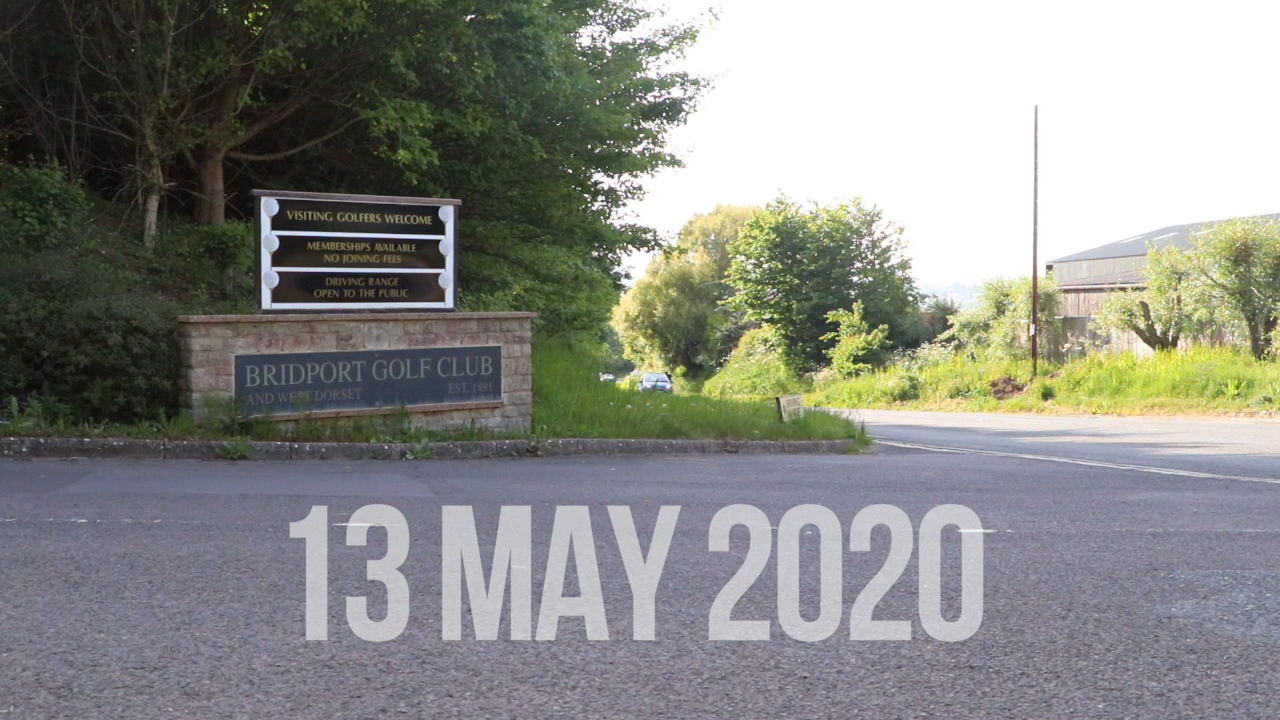 VISITING GOLFERS WELCOME
MEMBERSHIPS AVAILABLE
NO JOINING FEES
DRIVING RANGE
OPEN TO THE PUBLIC
BRIDPORT GOLF CLUB
AND WEST DORSET EST. 1891
13 MAY 2020